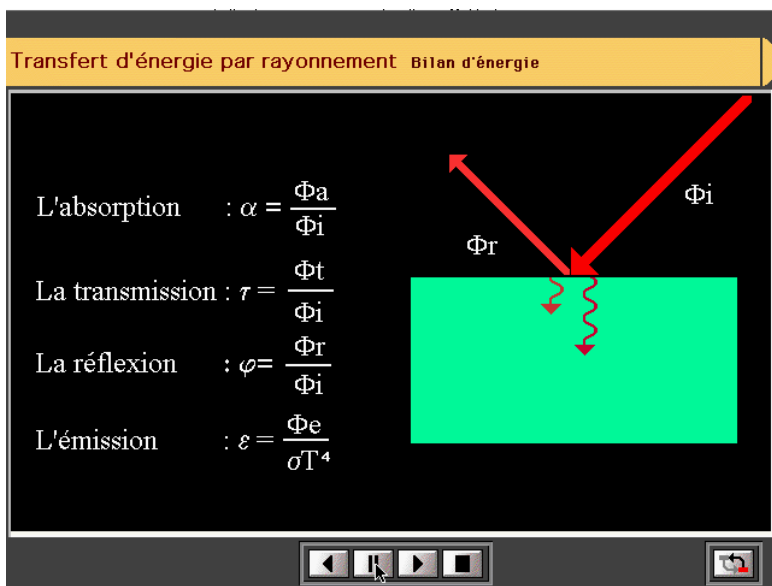 Transfert d'énergie par rayonnement Bilan d'énergie
L'absorption : α = Φa / Φi
La transmission : τ = Φt / Φi
La réflexion : φ = Φr / Φi
L'émission : ε = Φe / σT⁴
Φi
Φr